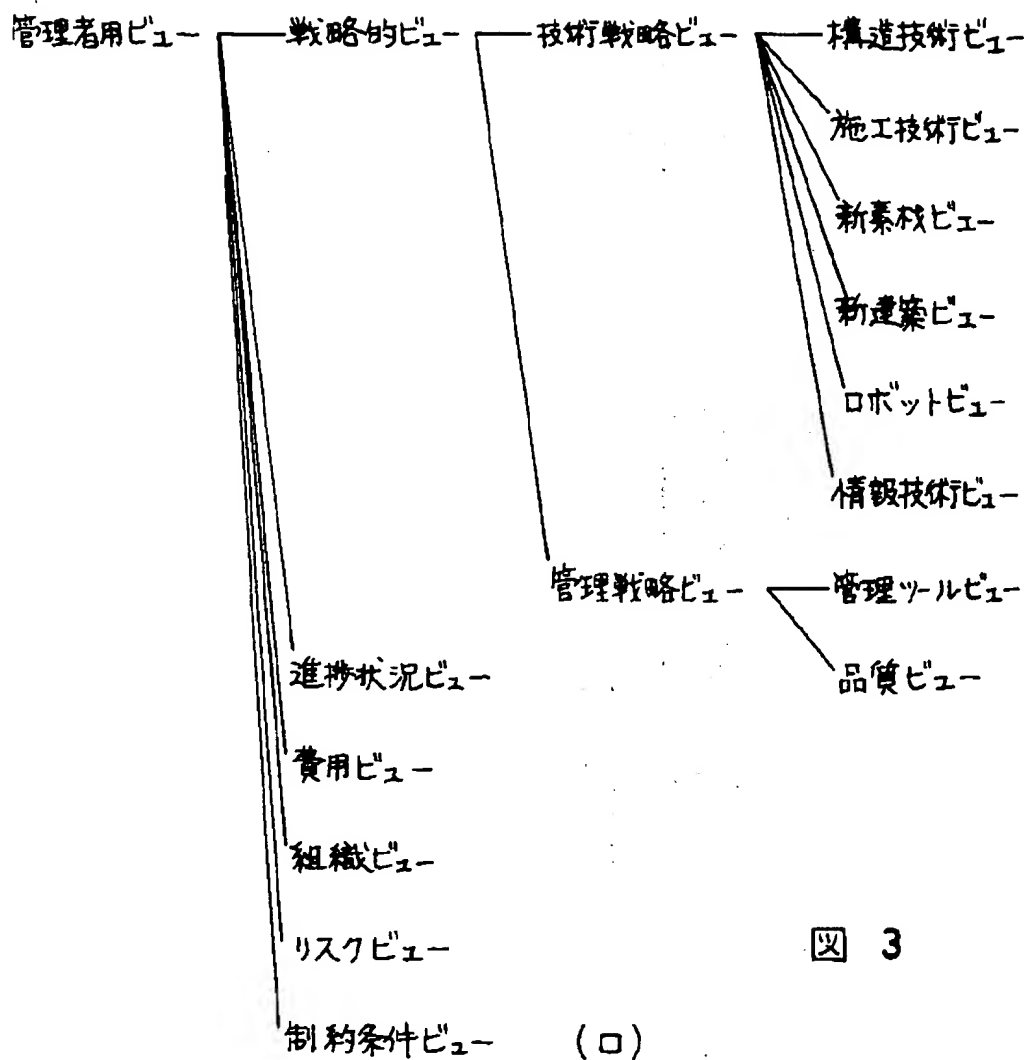 管理者用ビュー 戦略的ビュー 技術戦略ビュー 構造技術ビュー
施工技術ビュー
新素材ビュー
新建築ビュー
ロボットビュー
情報技術ビュー
管理戦略ビュー 管理ツールビュー
進捗状況ビュー 品質ビュー
費用ビュー
組織ビュー
リスクビュー 図 3
制約条件ビュー (ロ)